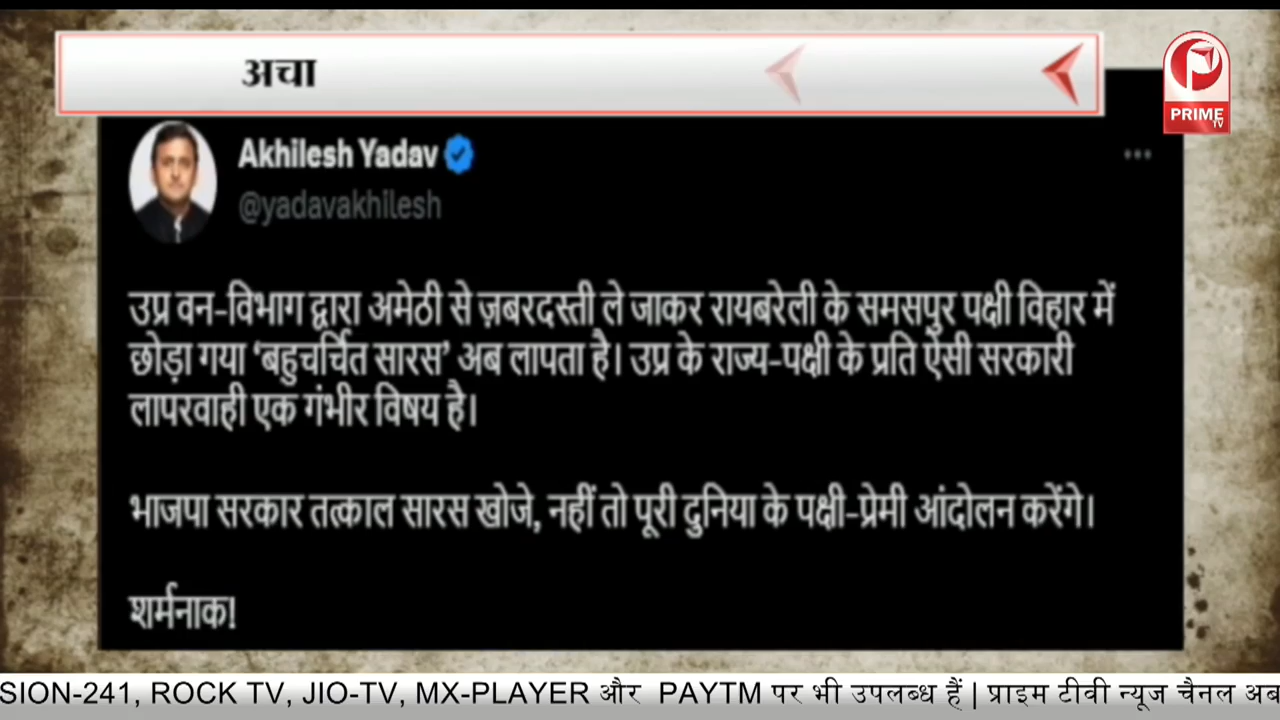 अचा
PRIME
TV
Akhilesh Yadav
@yadavakhilesh
उप्र वन-विभाग द्वारा अमेठी से ज़बरदस्ती ले जाकर रायबरेली के समसपुर पक्षी विहार में
छोड़ा गया ‘बहुचर्चित सारस’ अब लापता है। उप्र के राज्य-पक्षी के प्रति ऐसी सरकारी
लापरवाही एक गंभीर विषय है।
भाजपा सरकार तत्काल सारस खोजे, नहीं तो पूरी दुनिया के पक्षी-प्रेमी आंदोलन करेंगे।
शर्मनाक!
SION-241, ROCK TV, JIO-TV, MX-PLAYER और PAYTM पर भी उपलब्ध हैं | प्राइम टीवी न्यूज चैनल अब